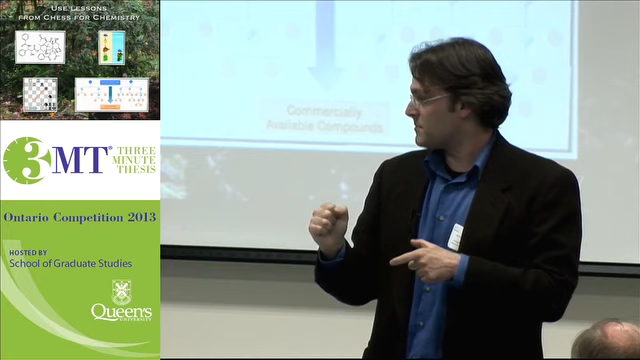 USE LESSONS
FROM CHESS FOR CHEMISTRY
3MT® THREE
MINUTE
THESIS
Ontario Competition 2013
HOSTED BY
School of Graduate Studies
Queen's
UNIVERSITY
Commercially
Available Compounds